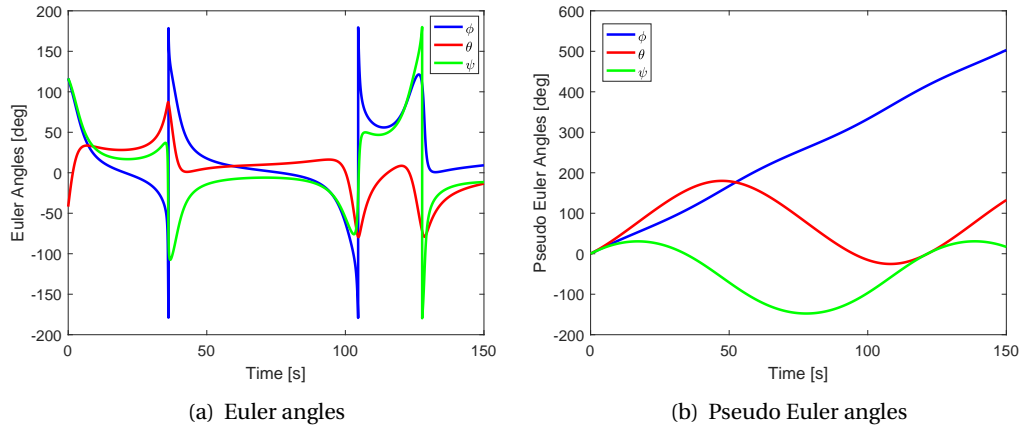 200
150
100
50
0
-50
-100
-150
-200
Euler Angles [deg]
0 50 100 150
Time [s]
ϕ
θ
ψ
(a) Euler angles
600
500
400
300
200
100
0
-100
-200
Pseudo Euler Angles [deg]
0 50 100 150
Time [s]
ϕ
θ
ψ
(b) Pseudo Euler angles